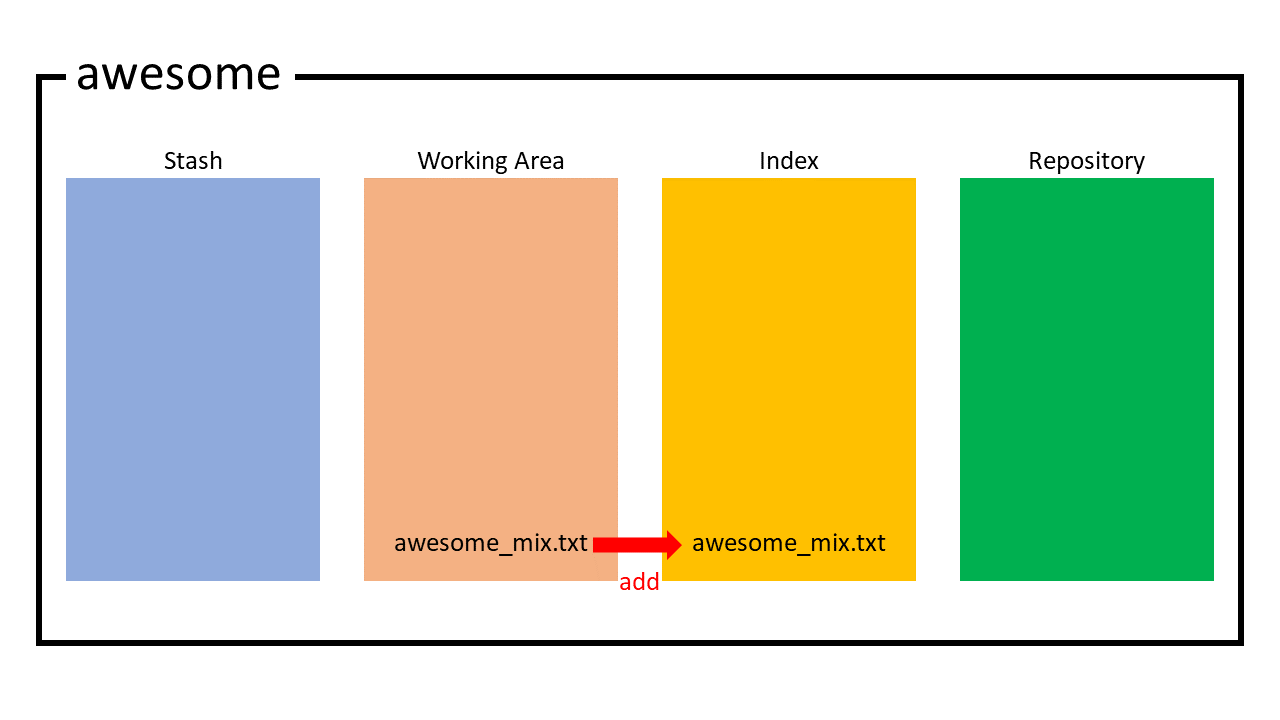 awesome
Stash
Working Area
Index
Repository
awesome_mix.txt
awesome_mix.txt
add